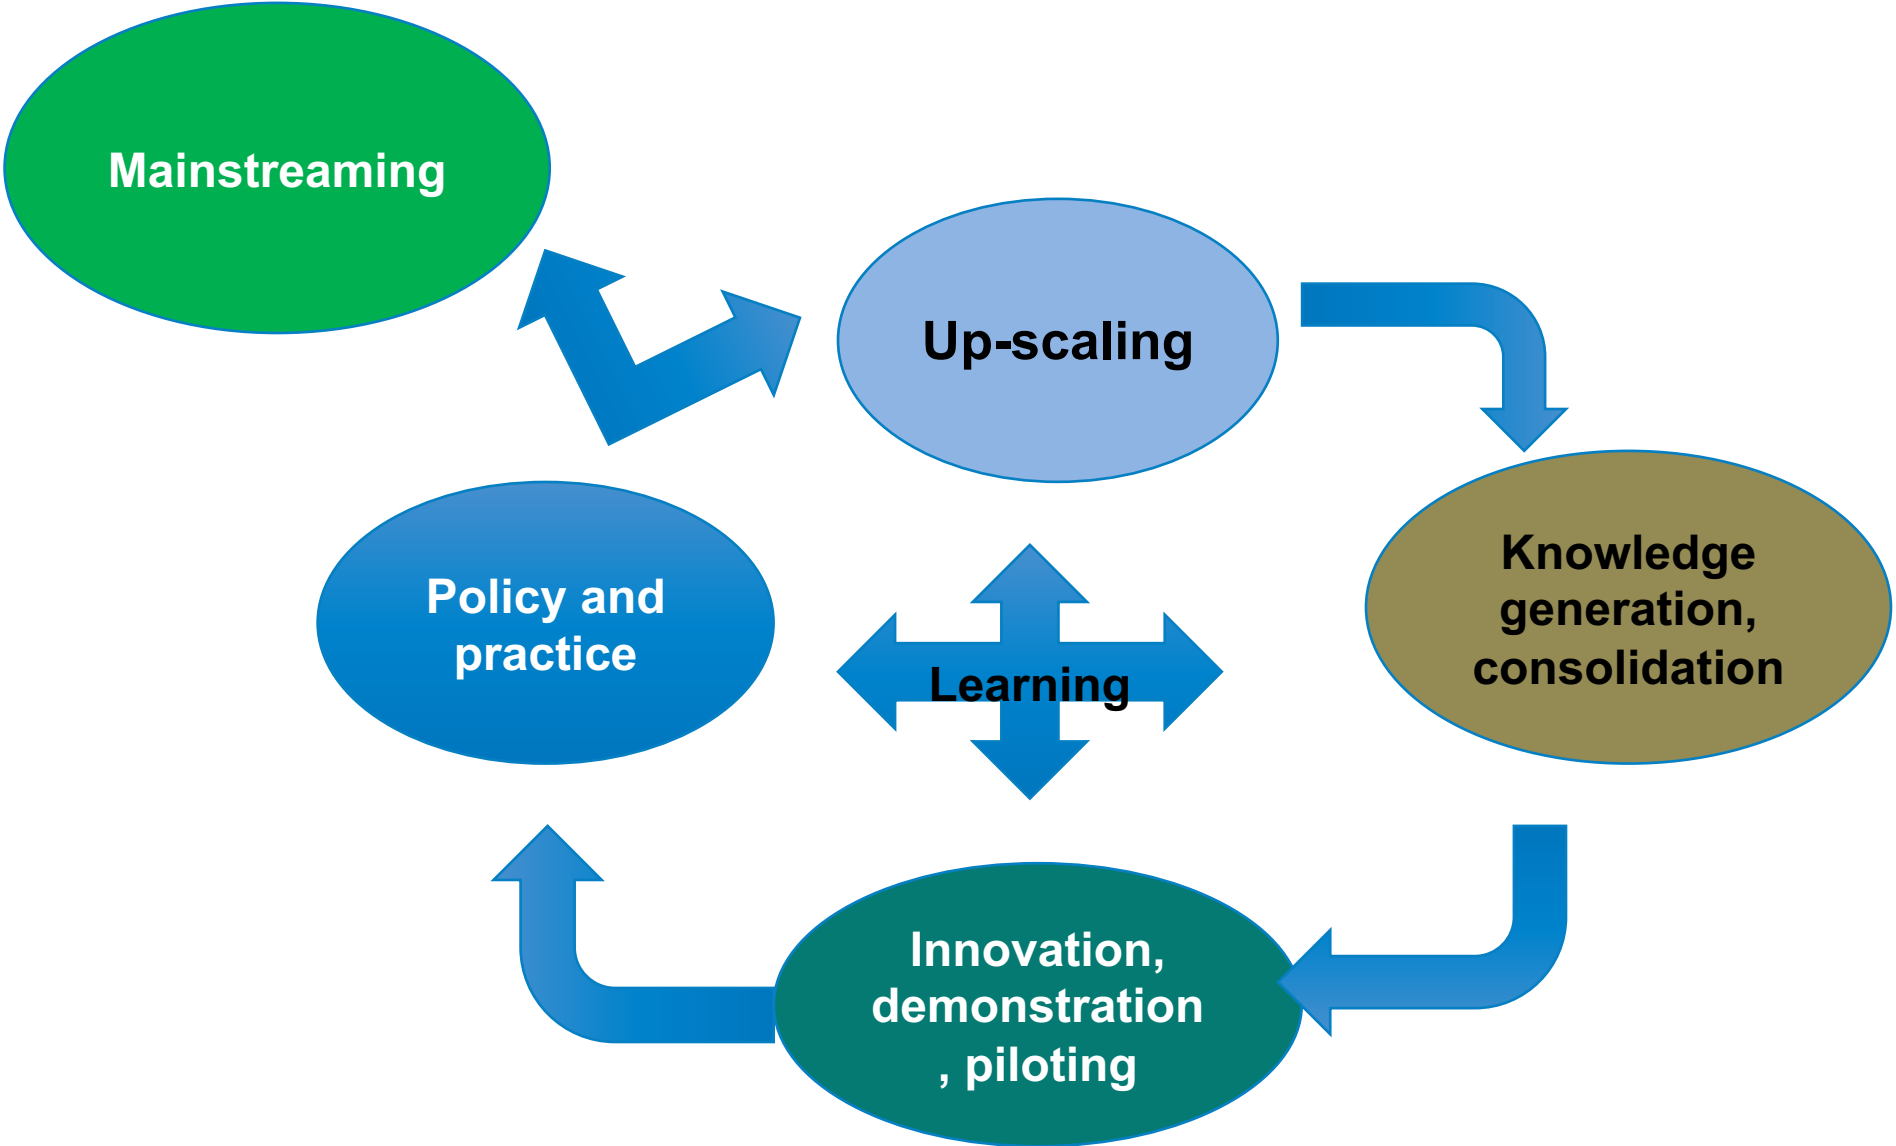 Mainstreaming
Up-scaling
Knowledge
generation,
consolidation
Policy and
practice
Learning
Innovation,
demonstration
, piloting